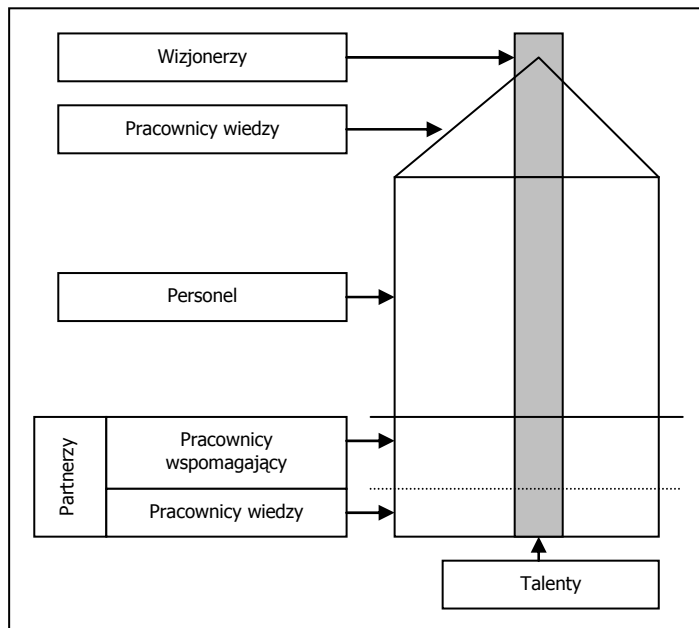 Wizjonerzy
Pracownicy wiedzy
Personel
Partnerzy
Pracownicy
wspomagający
Pracownicy wiedzy
Talenty